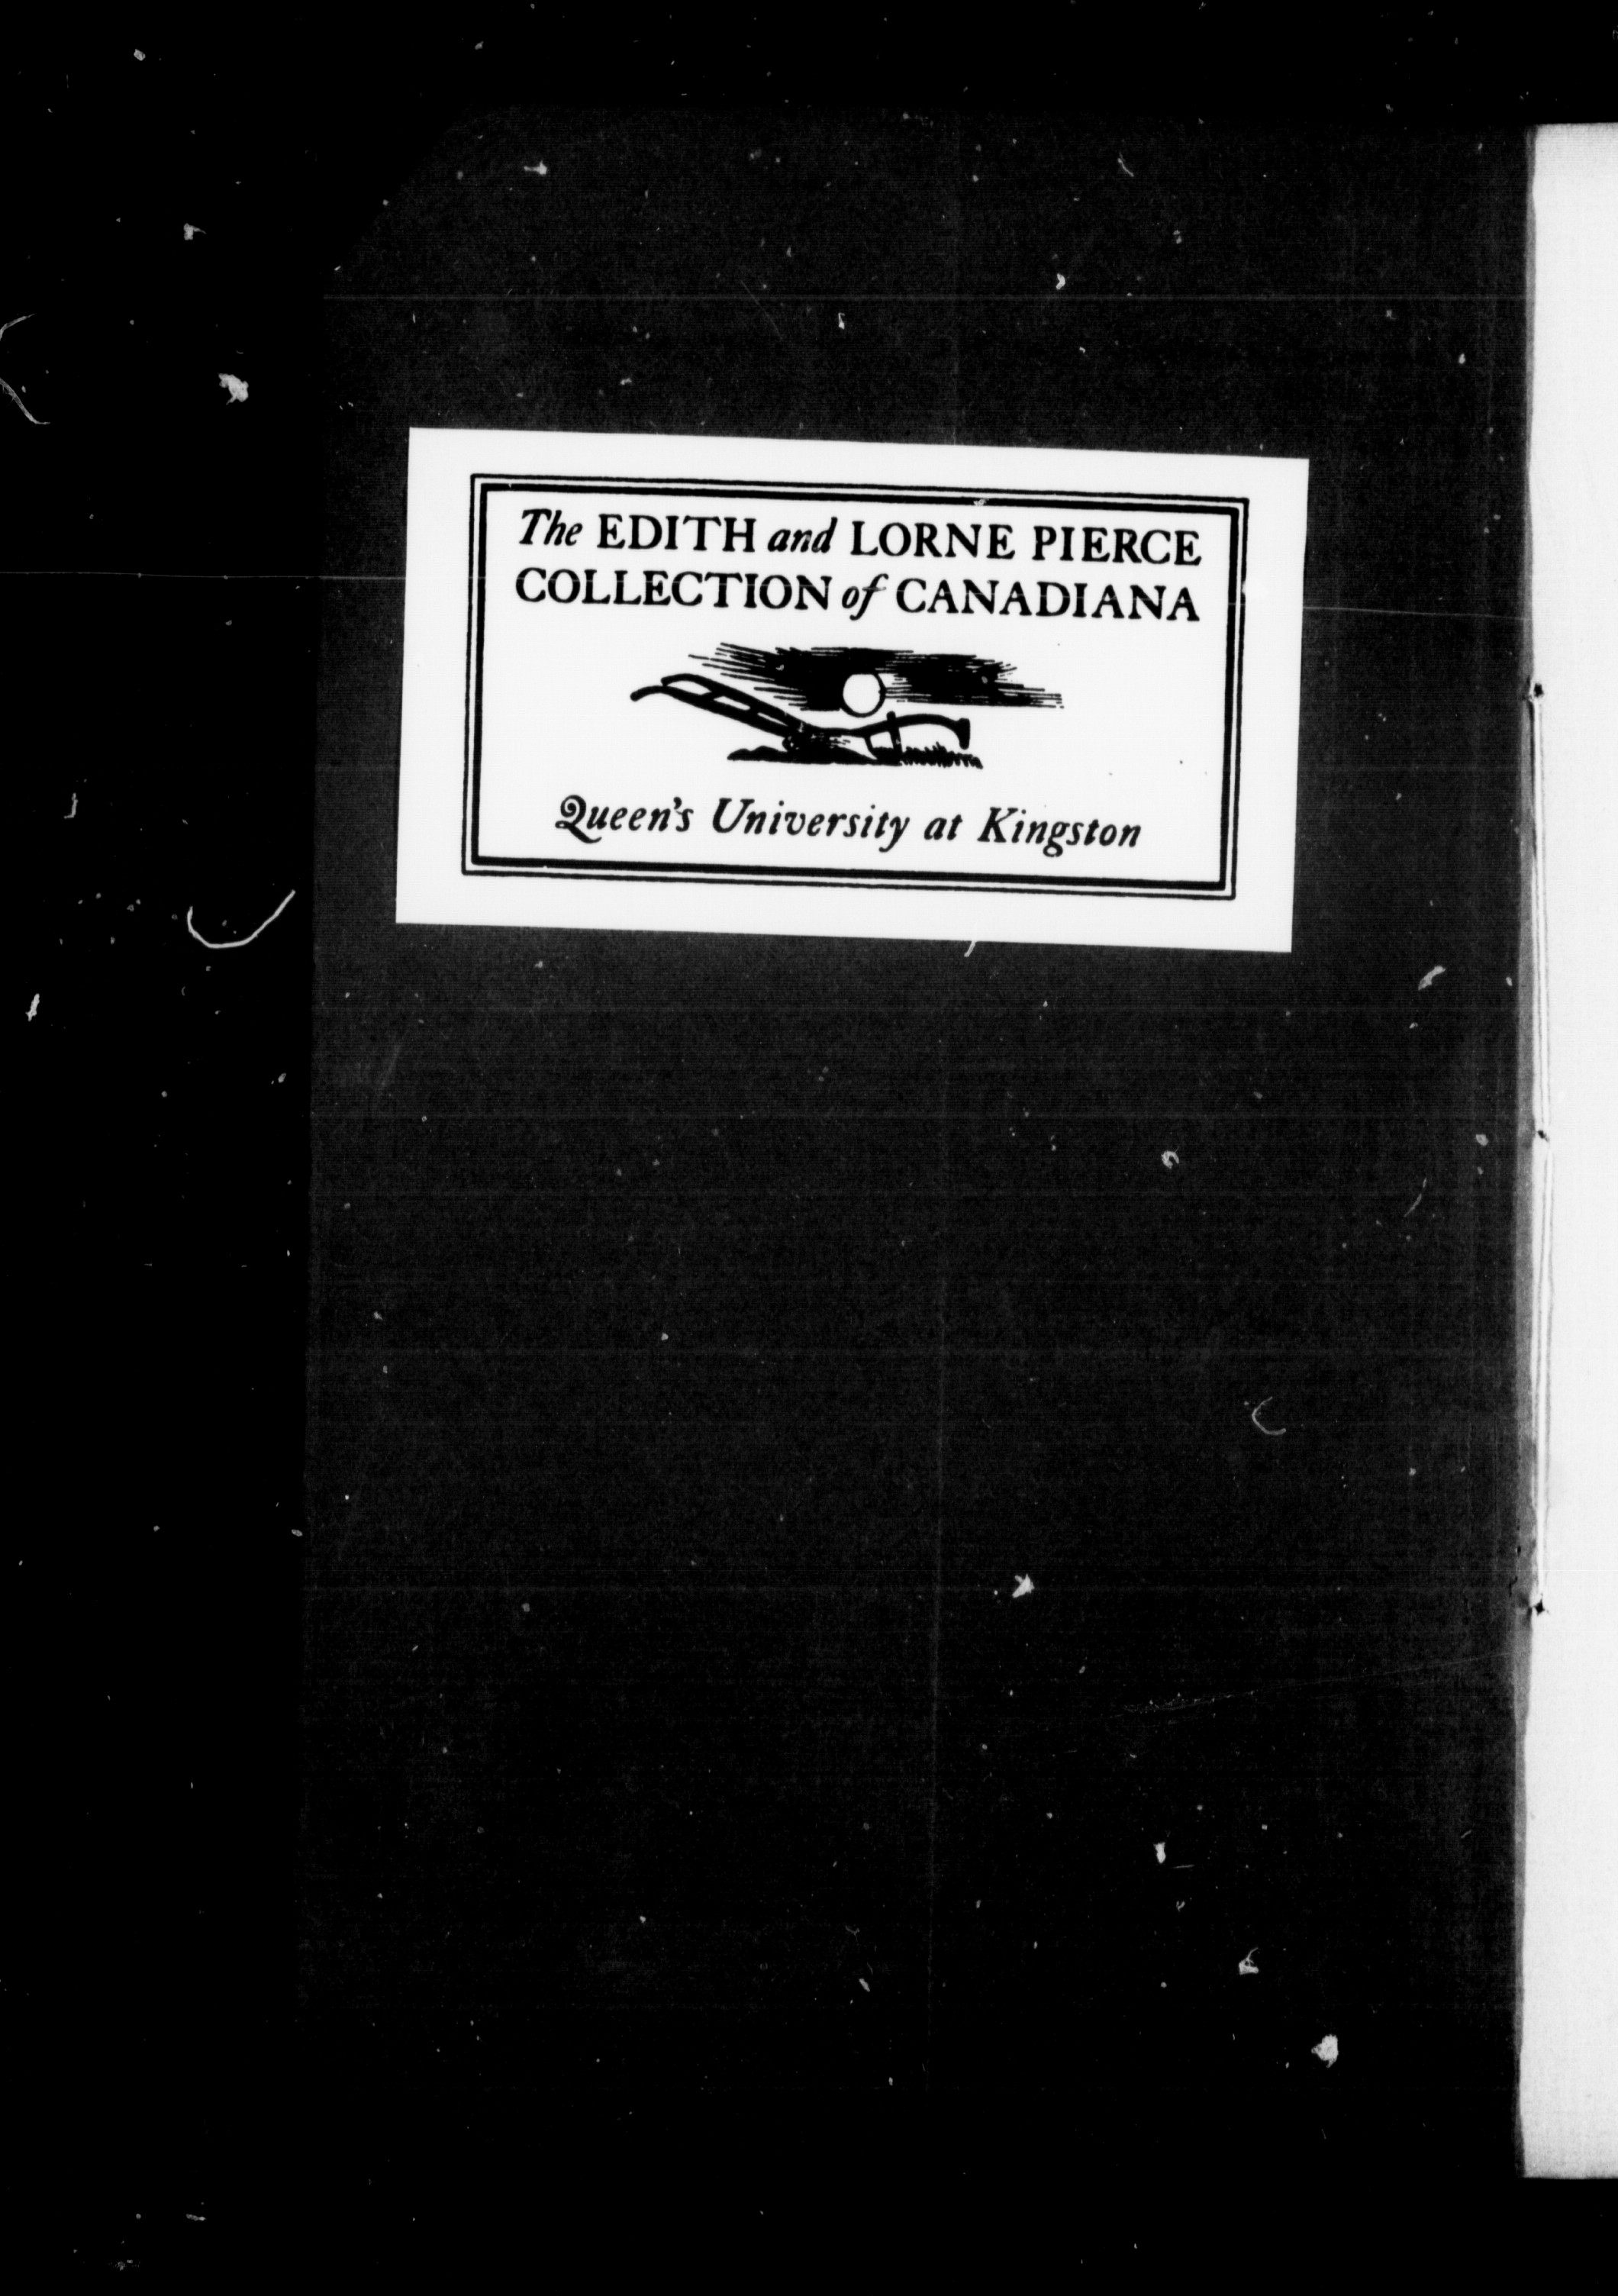 The EDITH and LORNE PIERCE
COLLECTION of CANADIANA
Queen's University at Kingston